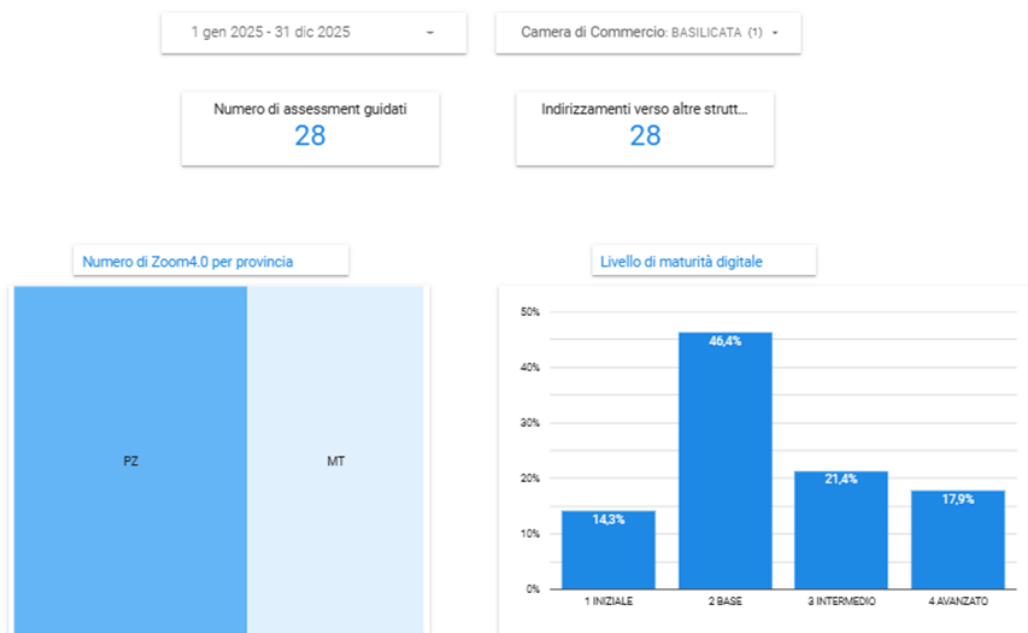 1 gen 2025 - 31 dic 2025
Camera di Commercio: BASILICATA (1)
Numero di assessment guidati
28
Indirizzamenti verso altre strutt...
28
Numero di Zoom4.0 per provincia
PZ
MT
Livello di maturità digitale
50%
40%
30%
20%
10%
0%
14,3%
46,4%
21,4%
17,9%
1 INIZIALE
2 BASE
3 INTERMEDIO
4 AVANZATO